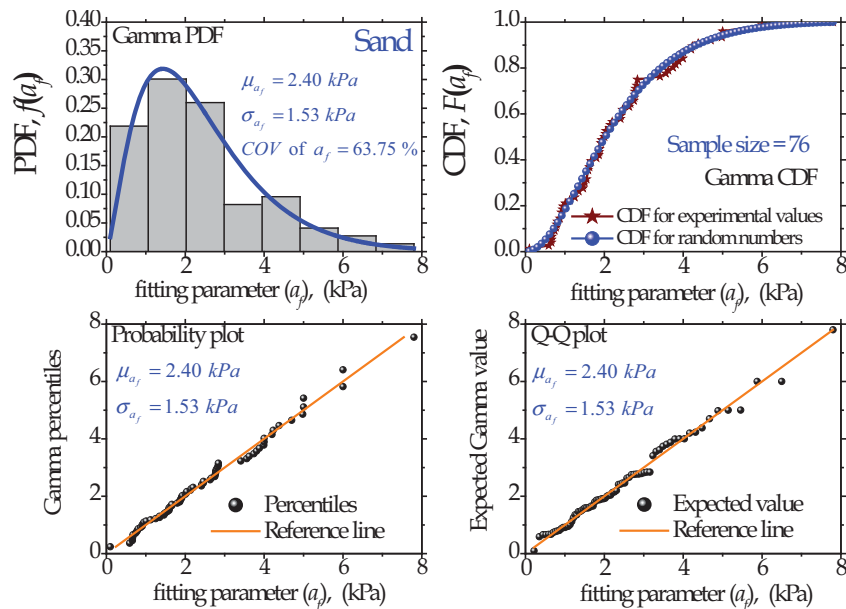 Gamma PDF
Sand
μ_{a_f} = 2.40 kPa
σ_{a_f} = 1.53 kPa
COV of a_f = 63.75 %
PDF, f(a_f)
0.40
0.35
0.30
0.25
0.20
0.15
0.10
0.05
0.00
0 2 4 6 8
fitting parameter (a_f), (kPa)
CDF, F(a_f)
1.0
0.8
0.6
0.4
0.2
0.0
Sample size = 76
Gamma CDF
CDF for experimental values
CDF for random numbers
0 2 4 6 8
fitting parameter (a_f), (kPa)
Probability plot
μ_{a_f} = 2.40 kPa
σ_{a_f} = 1.53 kPa
Gamma percentiles
8
6
4
2
0
Percentiles
Reference line
0 2 4 6 8
fitting parameter (a_f), (kPa)
Q-Q plot
μ_{a_f} = 2.40 kPa
σ_{a_f} = 1.53 kPa
Expected Gamma value
8
6
4
2
0
Expected value
Reference line
0 2 4 6 8
fitting parameter (a_f), (kPa)